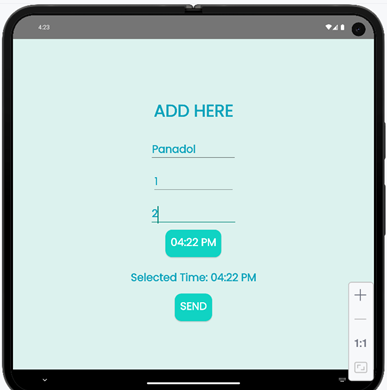 4:23
ADD HERE
Panadol
1
2
04:22 PM
Selected Time: 04:22 PM
SEND
1:1